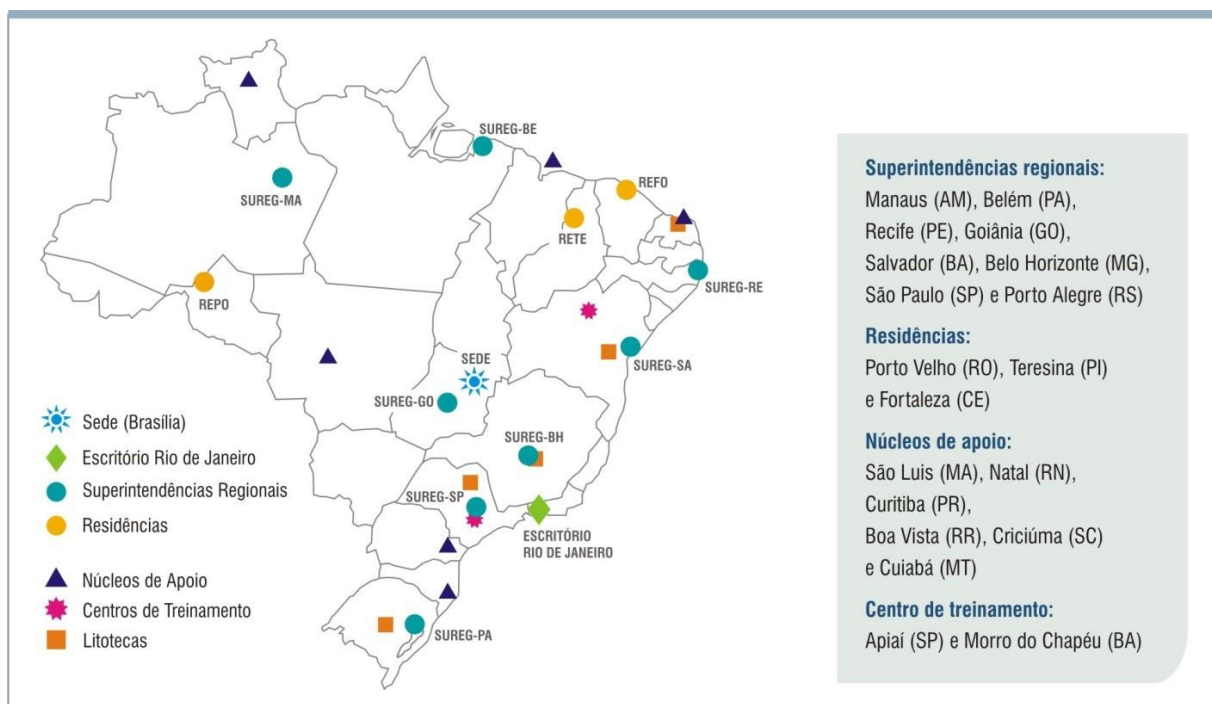 SUREG-BE
SUREG-MA
REFO
RETE
REPO
SUREG-RE
SUREG-SA
SEDE
SUREG-GO
SUREG-BH
SUREG-SP
ESCRITÓRIO
RIO DE JANEIRO
SUREG-PA
Sede (Brasília)
Escritório Rio de Janeiro
Superintendências Regionais
Residências
Núcleos de Apoio
Centros de Treinamento
Litotecas
Superintendências regionais:
Manaus (AM), Belém (PA),
Recife (PE), Goiânia (GO),
Salvador (BA), Belo Horizonte (MG),
São Paulo (SP) e Porto Alegre (RS)
Residências:
Porto Velho (RO), Teresina (PI)
e Fortaleza (CE)
Núcleos de apoio:
São Luis (MA), Natal (RN),
Curitiba (PR),
Boa Vista (RR), Criciúma (SC)
e Cuiabá (MT)
Centro de treinamento:
Apiaí (SP) e Morro do Chapéu (BA)